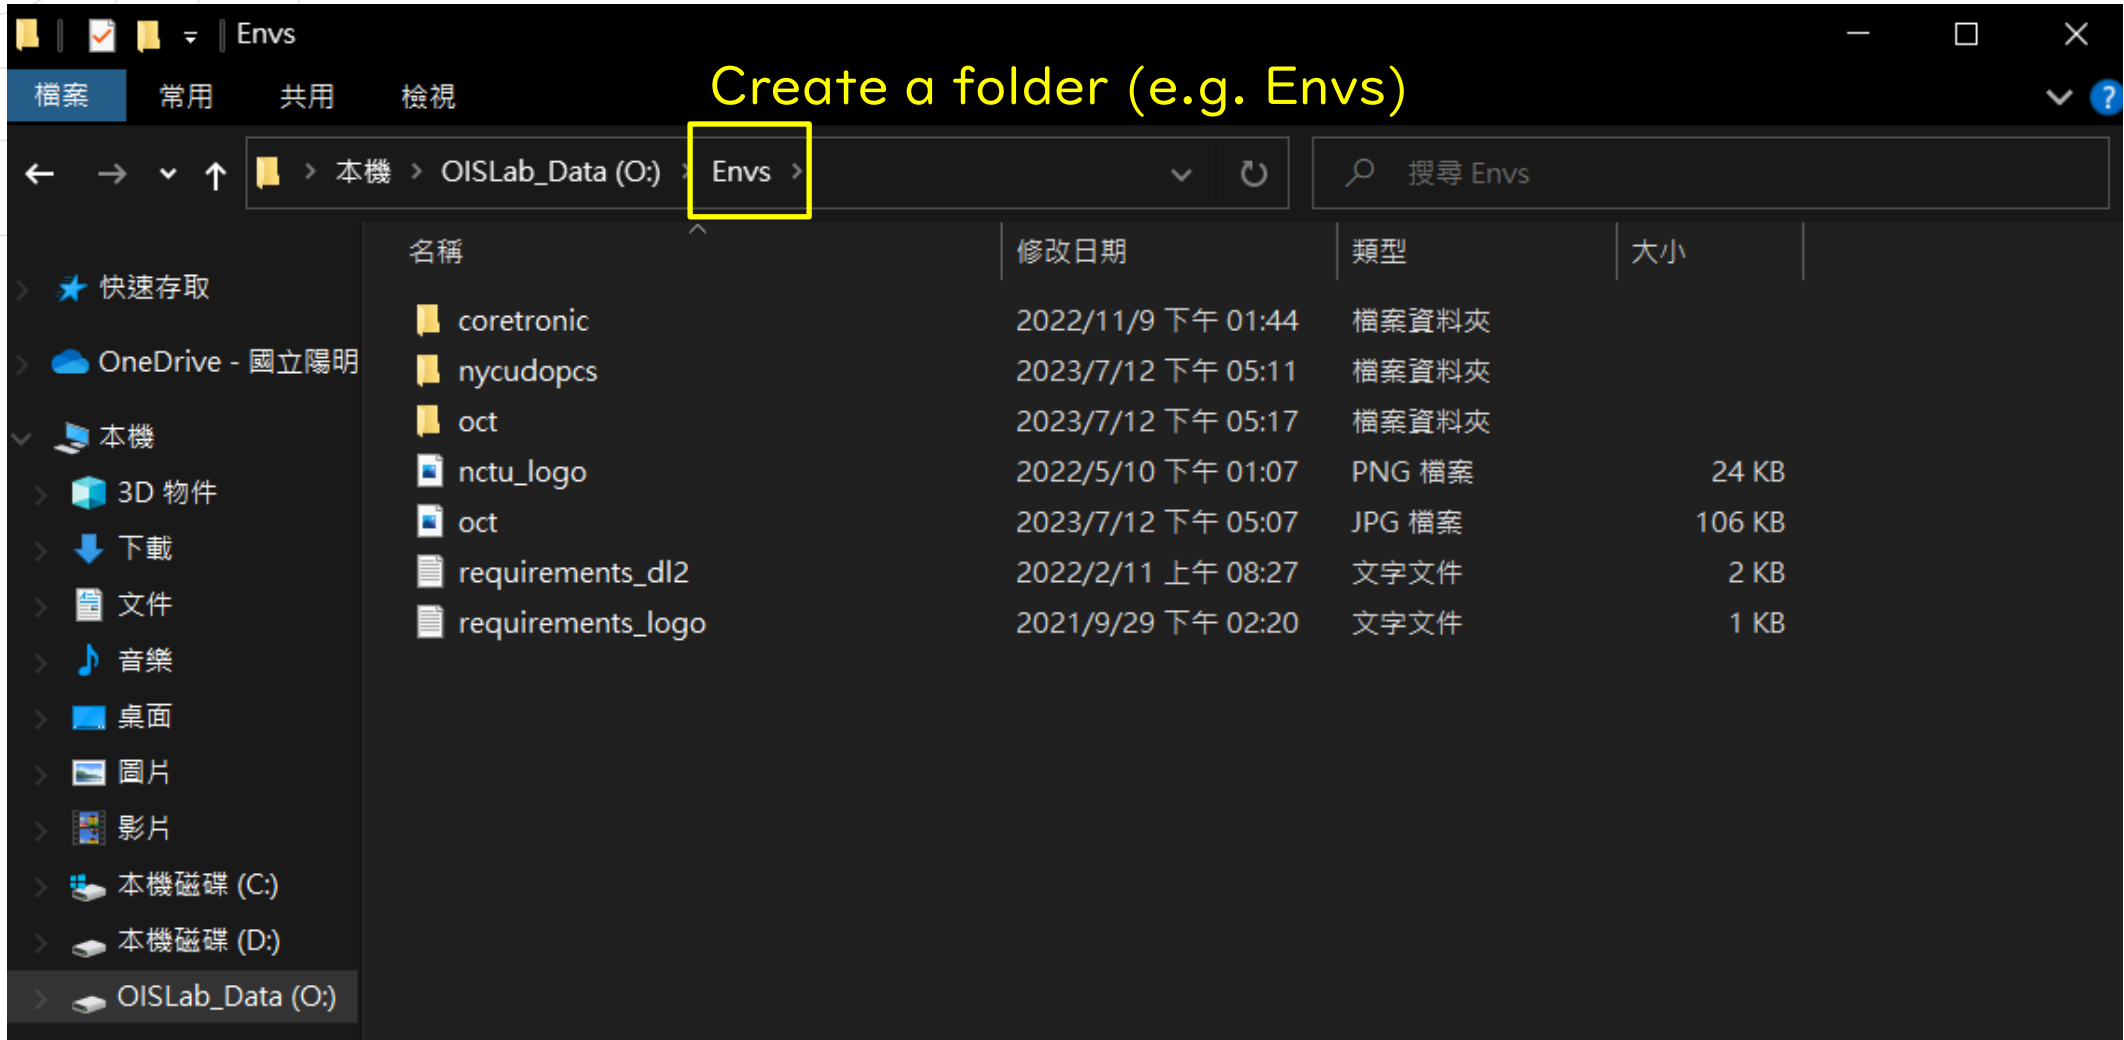 Envs
檔案 常用 共用 檢視
Create a folder (e.g. Envs)
本機 > OISLab_Data (O:) > Envs >
搜尋 Envs
名稱 修改日期 類型 大小
快速存取
OneDrive - 國立陽明
本機
3D 物件
下載
文件
音樂
桌面
圖片
影片
本機磁碟 (C:)
本機磁碟 (D:)
OISLab_Data (O:)
coretronic 2022/11/9 下午 01:44 檔案資料夾
nycudopcs 2023/7/12 下午 05:11 檔案資料夾
oct 2023/7/12 下午 05:17 檔案資料夾
nctu_logo 2022/5/10 下午 01:07 PNG 檔案 24 KB
oct 2023/7/12 下午 05:07 JPG 檔案 106 KB
requirements_dl2 2022/2/11 上午 08:27 文字文件 2 KB
requirements_logo 2021/9/29 下午 02:20 文字文件 1 KB